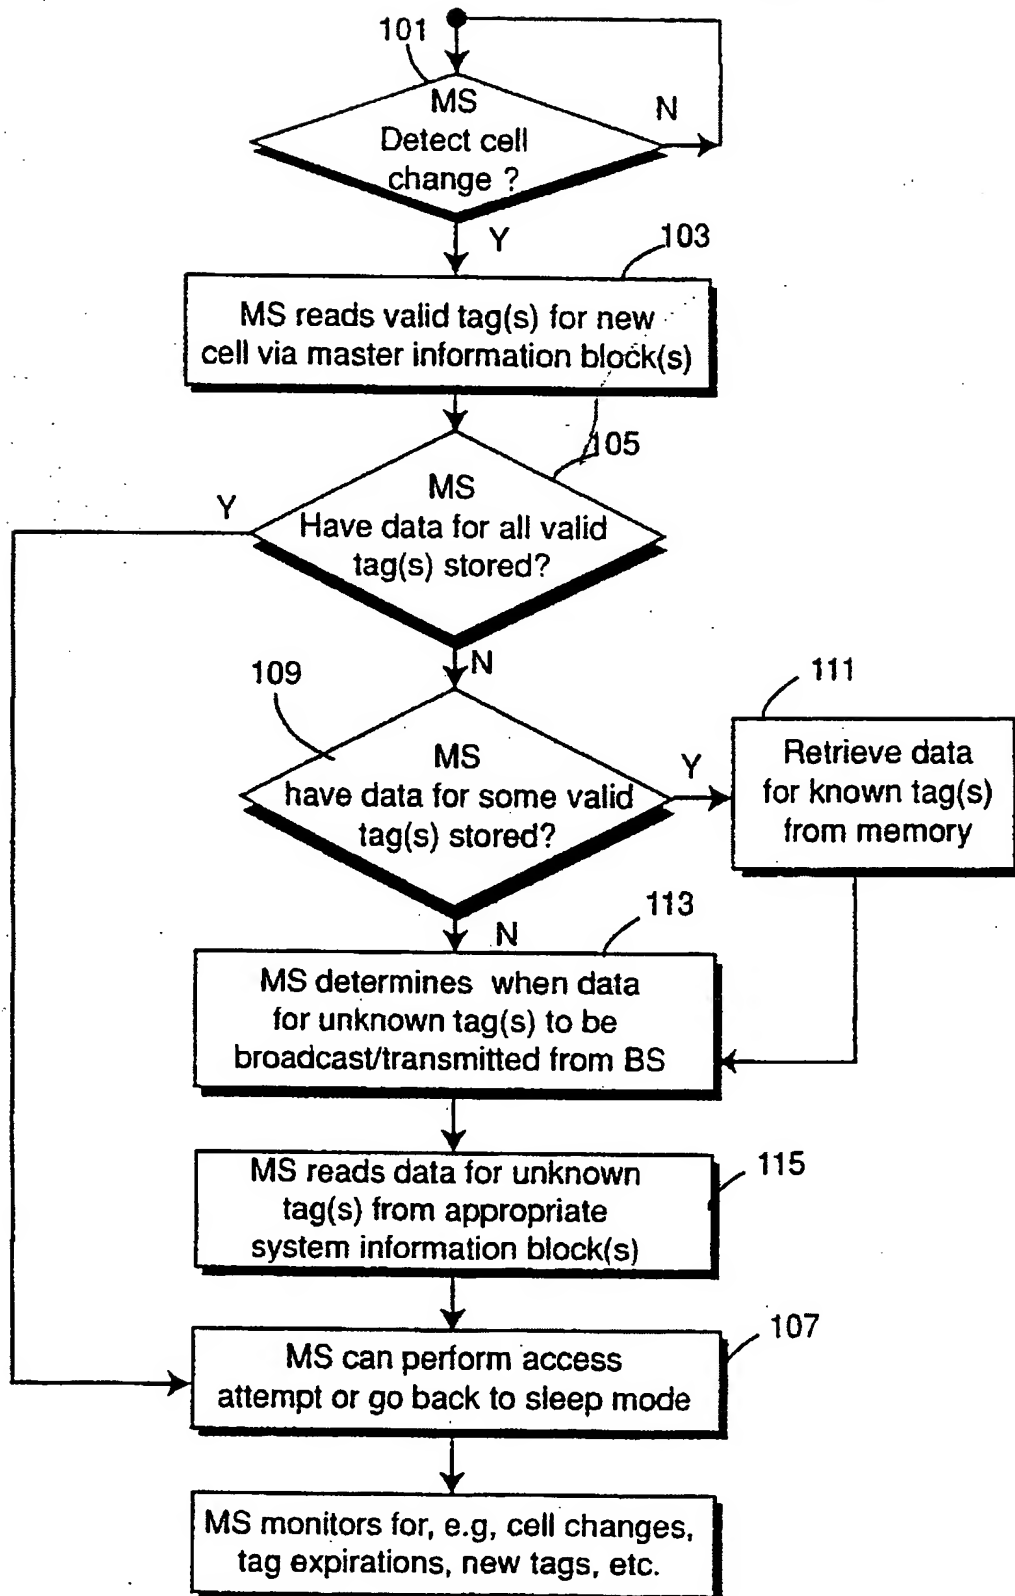 101
MS
Detect cell
change ?
N
Y
103
MS reads valid tag(s) for new
cell via master information block(s)
105
MS
Have data for all valid
tag(s) stored?
Y
N
109
MS
have data for some valid
tag(s) stored?
Y
111
Retrieve data
for known tag(s)
from memory
N
113
MS determines when data
for unknown tag(s) to be
broadcast/transmitted from BS
MS reads data for unknown
tag(s) from appropriate
system information block(s)
115
107
MS can perform access
attempt or go back to sleep mode
MS monitors for, e.g, cell changes,
tag expirations, new tags, etc.